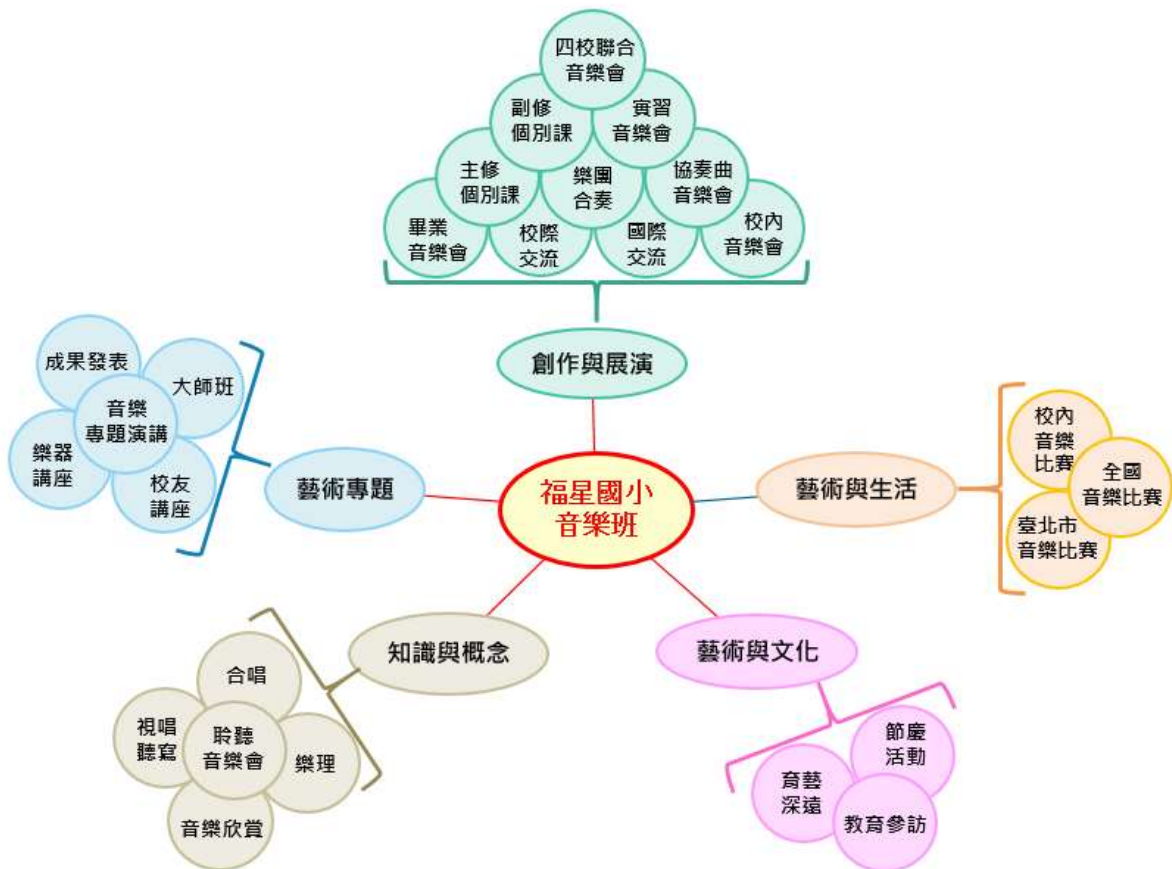 四校聯合
音樂會
副修
個別課
實習
音樂會
主修
個別課
樂團
合奏
協奏曲
音樂會
畢業
音樂會
校際
交流
國際
交流
校內
音樂會
創作與展演
成果發表
大師班
音樂
專題演講
樂器
講座
校友
講座
藝術專題
福星國小
音樂班
藝術與生活
校內
音樂
比賽
全國
音樂比賽
臺北市
音樂比賽
知識與概念
合唱
視唱
聽寫
聆聽
音樂會
樂理
音樂欣賞
藝術與文化
節慶
活動
育藝
深遠
教育參訪